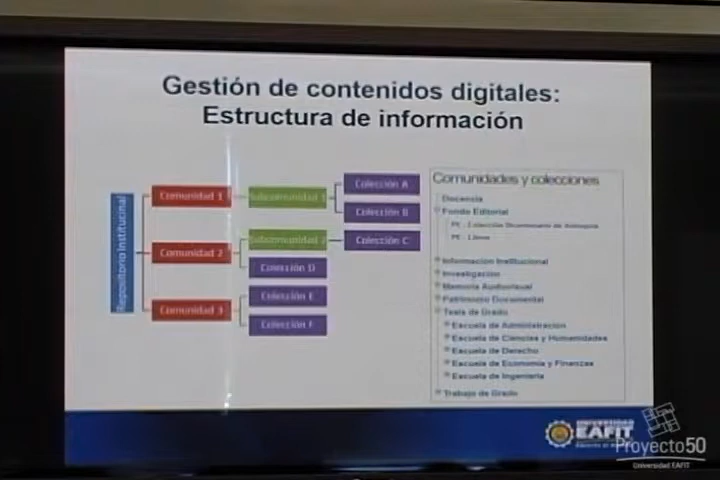 Gestión de contenidos digitales:
Estructura de información
Repositorio Institucional
Comunidad 1
Subcomunidad 1
Colección A
Colección B
Comunidad 2
Subcomunidad 2
Colección C
Colección D
Comunidad 3
Colección E
Colección F
Comunidades y colecciones
Docencia
Fondo Editorial
Información Institucional
Investigación
Memoria Audiovisual
Patrimonio Documental
Tesis de Grado
Escuela de Administración
Escuela de Ciencias y Humanidades
Escuela de Derecho
Escuela de Economía y Finanzas
Escuela de Ingeniería
Trabajo de Grado
UNIVERSIDAD
EAFIT
Proyecto50
Universidad EAFIT